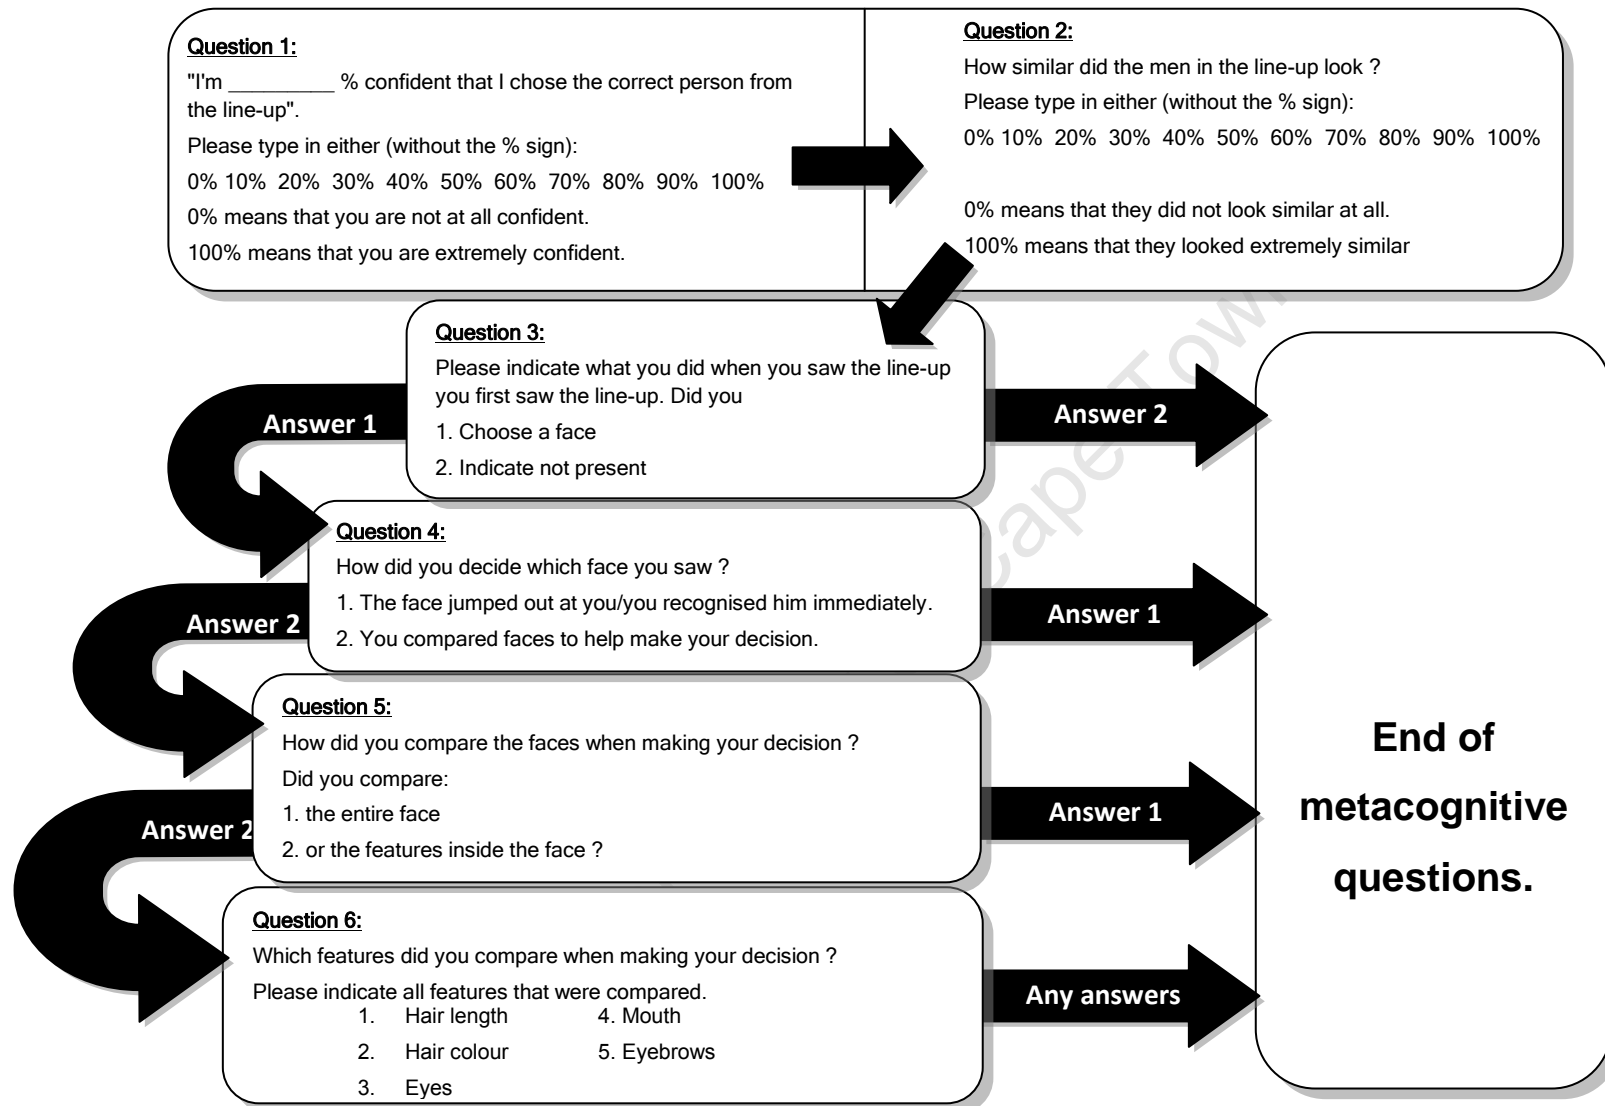 Question 1:
"I'm _________ % confident that I chose the correct person from
the line-up".
Please type in either (without the % sign):
0% 10% 20% 30% 40% 50% 60% 70% 80% 90% 100%
0% means that you are not at all confident.
100% means that you are extremely confident.
Question 2:
How similar did the men in the line-up look ?
Please type in either (without the % sign):
0% 10% 20% 30% 40% 50% 60% 70% 80% 90% 100%
0% means that they did not look similar at all.
100% means that they looked extremely similar
Question 3:
Please indicate what you did when you saw the line-up
you first saw the line-up. Did you
1. Choose a face
2. Indicate not present
Answer 1
Answer 2
Question 4:
How did you decide which face you saw ?
1. The face jumped out at you/you recognised him immediately.
2. You compared faces to help make your decision.
Answer 2
Answer 1
Question 5:
How did you compare the faces when making your decision ?
Did you compare:
1. the entire face
2. or the features inside the face ?
Answer 2
Answer 1
Question 6:
Which features did you compare when making your decision ?
Please indicate all features that were compared.
1. Hair length
2. Hair colour
3. Eyes
4. Mouth
5. Eyebrows
Any answers
End of
metacognitive
questions.
Cape Town